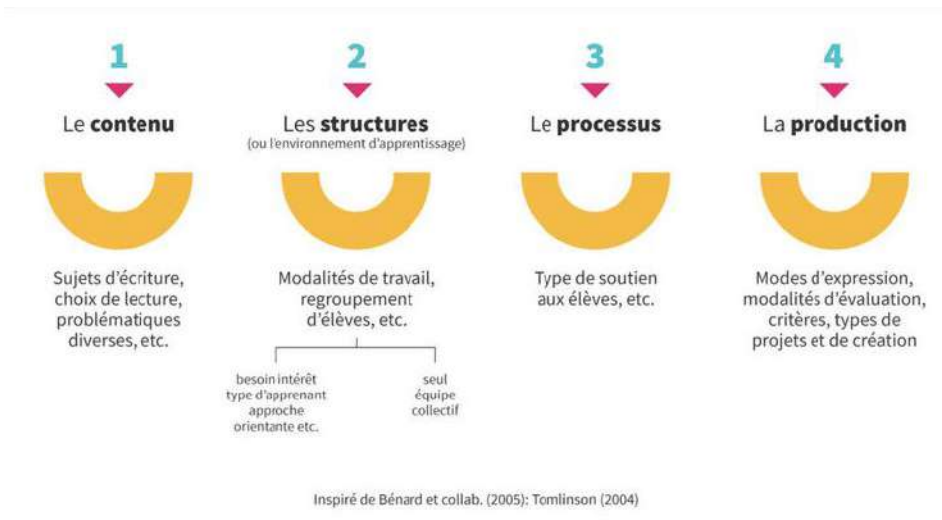 1
Le contenu
Sujets d'écriture,
choix de lecture,
problématiques
diverses, etc.
2
Les structures
(ou l'environnement d'apprentissage)
Modalités de travail,
regroupement
d'élèves, etc.
besoin intérêt
type d'apprenant
approche
orientante etc.
seul
équipe
collectif
3
Le processus
Type de soutien
aux élèves, etc.
4
La production
Modes d'expression,
modalités d'évaluation,
critères, types de
projets et de création
Inspiré de Bénard et collab. (2005): Tomlinson (2004)